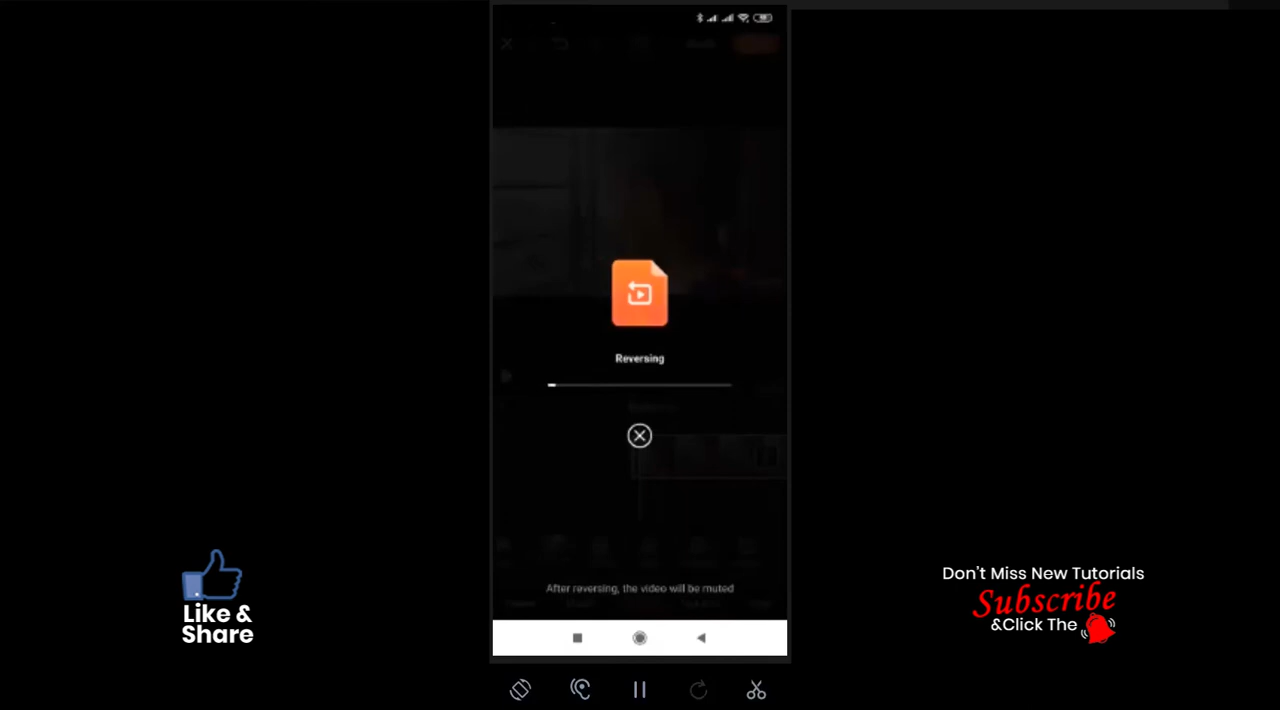 Reversing
After reversing, the video will be muted
Like &
Share
Don't Miss New Tutorials
Subscribe
&Click The